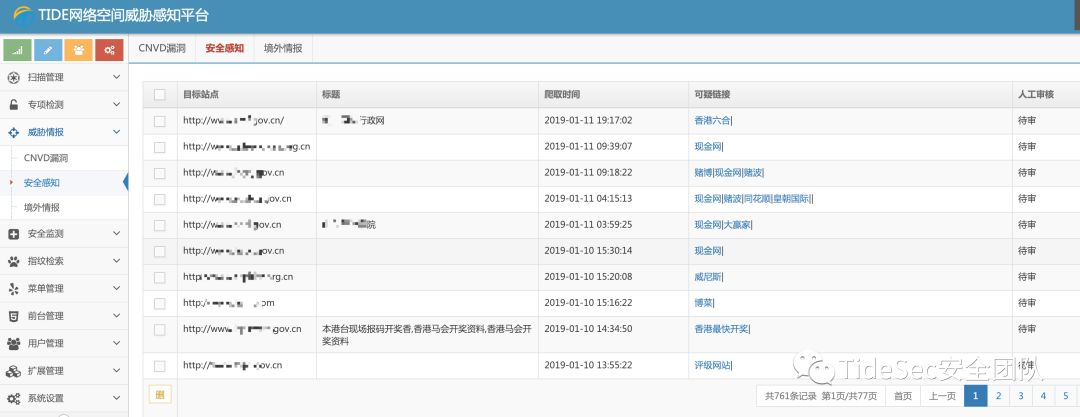 TIDE网络空间威胁感知平台
CNVD漏洞 安全感知 境外情报
扫描管理
专项检测
威胁情报
CNVD漏洞
安全感知
境外情报
安全监测
指纹检索
菜单管理
前台管理
用户管理
扩展管理
系统设置
目标站点 标题 爬取时间 可疑链接 人工审核
http://w gov.cn/ 行政网 2019-01-11 19:17:02 香港六合| 待审
http://w rg.cn 2019-01-11 09:39:07 现金网| 待审
http://w ov.cn 2019-01-11 09:18:22 赌博|现金网|赌波| 待审
http://w .gov.cn 2019-01-11 04:15:13 现金网|赌波|同花顺|皇朝国际|| 待审
http://w gov.cn 院 2019-01-11 03:59:25 现金网|大赢家| 待审
http://w ov.cn 2019-01-10 15:30:14 现金网| 待审
http rg.cn 2019-01-10 15:20:08 威尼斯| 待审
http: om 2019-01-10 15:16:22 博菜| 待审
http://www .gov.cn 本港台现场报码开奖香,香港马会开奖资料,香港马会开 2019-01-10 14:34:50 香港最快开奖| 待审
奖资料
http://w ov.cn 2019-01-10 13:55:22 评级网站|
TideSec安全团队
共761条记录 第1页/共77页 首页 上一页 1 2 3 4 5